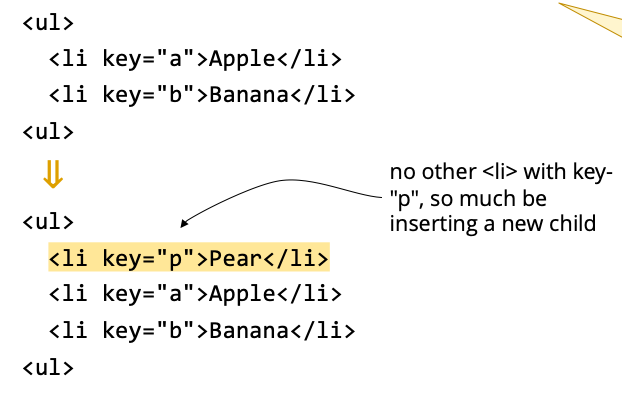 <ul>
  <li key="a">Apple</li>
  <li key="b">Banana</li>
<ul>
⇓
no other <li> with key-
"p", so much be
inserting a new child
<ul>
  <li key="p">Pear</li>
  <li key="a">Apple</li>
  <li key="b">Banana</li>
<ul>